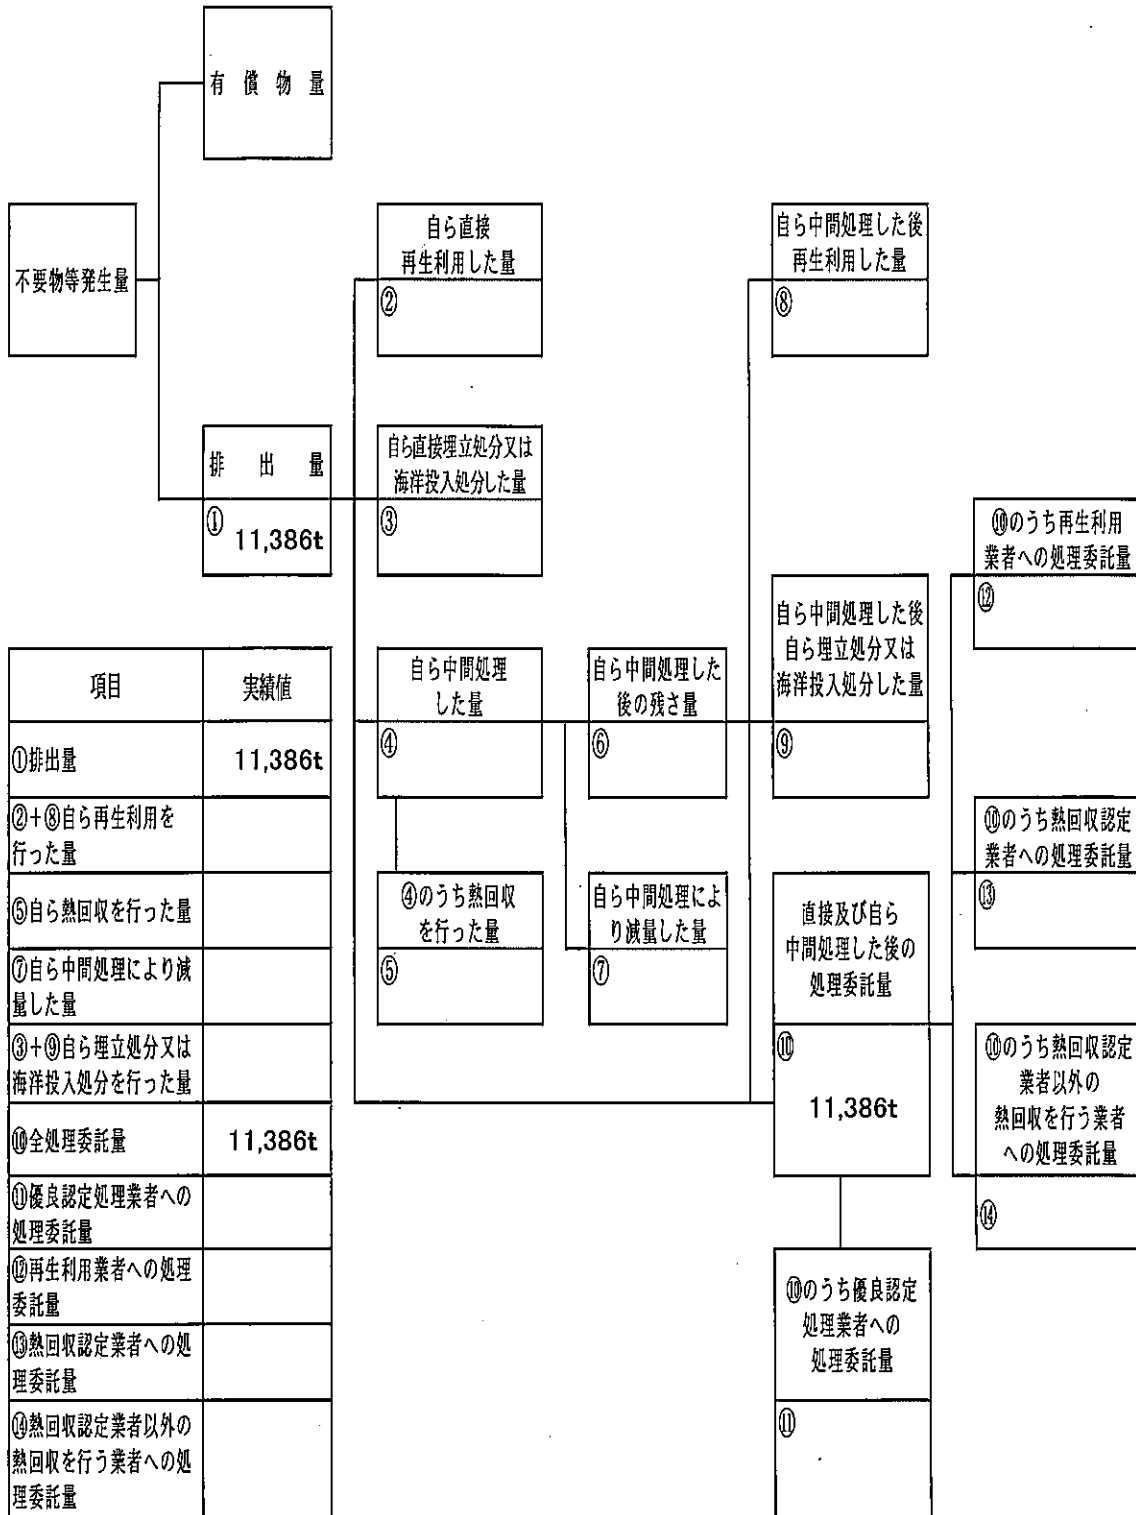 有償物量
不要物等発生量
自ら直接
再生利用した量
②
自ら中間処理した後
再生利用した量
⑧
排出量
① 11,386t
自ら直接埋立処分又は
海洋投入処分した量
③
⑩のうち再生利用
業者への処理委託量
⑫
自ら中間処理した後
自ら埋立処分又は
海洋投入処分した量
⑨
自ら中間処理
した量
④
自ら中間処理した
後の残さ量
⑥
④のうち熱回収
を行った量
⑤
自ら中間処理によ
り減量した量
⑦
直接及び自ら
中間処理した後の
処理委託量
⑩
11,386t
⑩のうち熱回収認定
業者への処理委託量
⑬
⑩のうち熱回収認定
業者以外の
熱回収を行う業者
への処理委託量
⑭
⑩のうち優良認定
処理業者への
処理委託量
⑪
項目 実績値
①排出量 11,386t
②+⑧自ら再生利用を
行った量
⑤自ら熱回収を行った量
⑦自ら中間処理により減
量した量
③+⑨自ら埋立処分又は
海洋投入処分を行った量
⑩全処理委託量 11,386t
⑪優良認定処理業者への
処理委託量
⑫再生利用業者への処理
委託量
⑬熱回収認定業者への処
理委託量
⑭熱回収認定業者以外の
熱回収を行う業者への処
理委託量